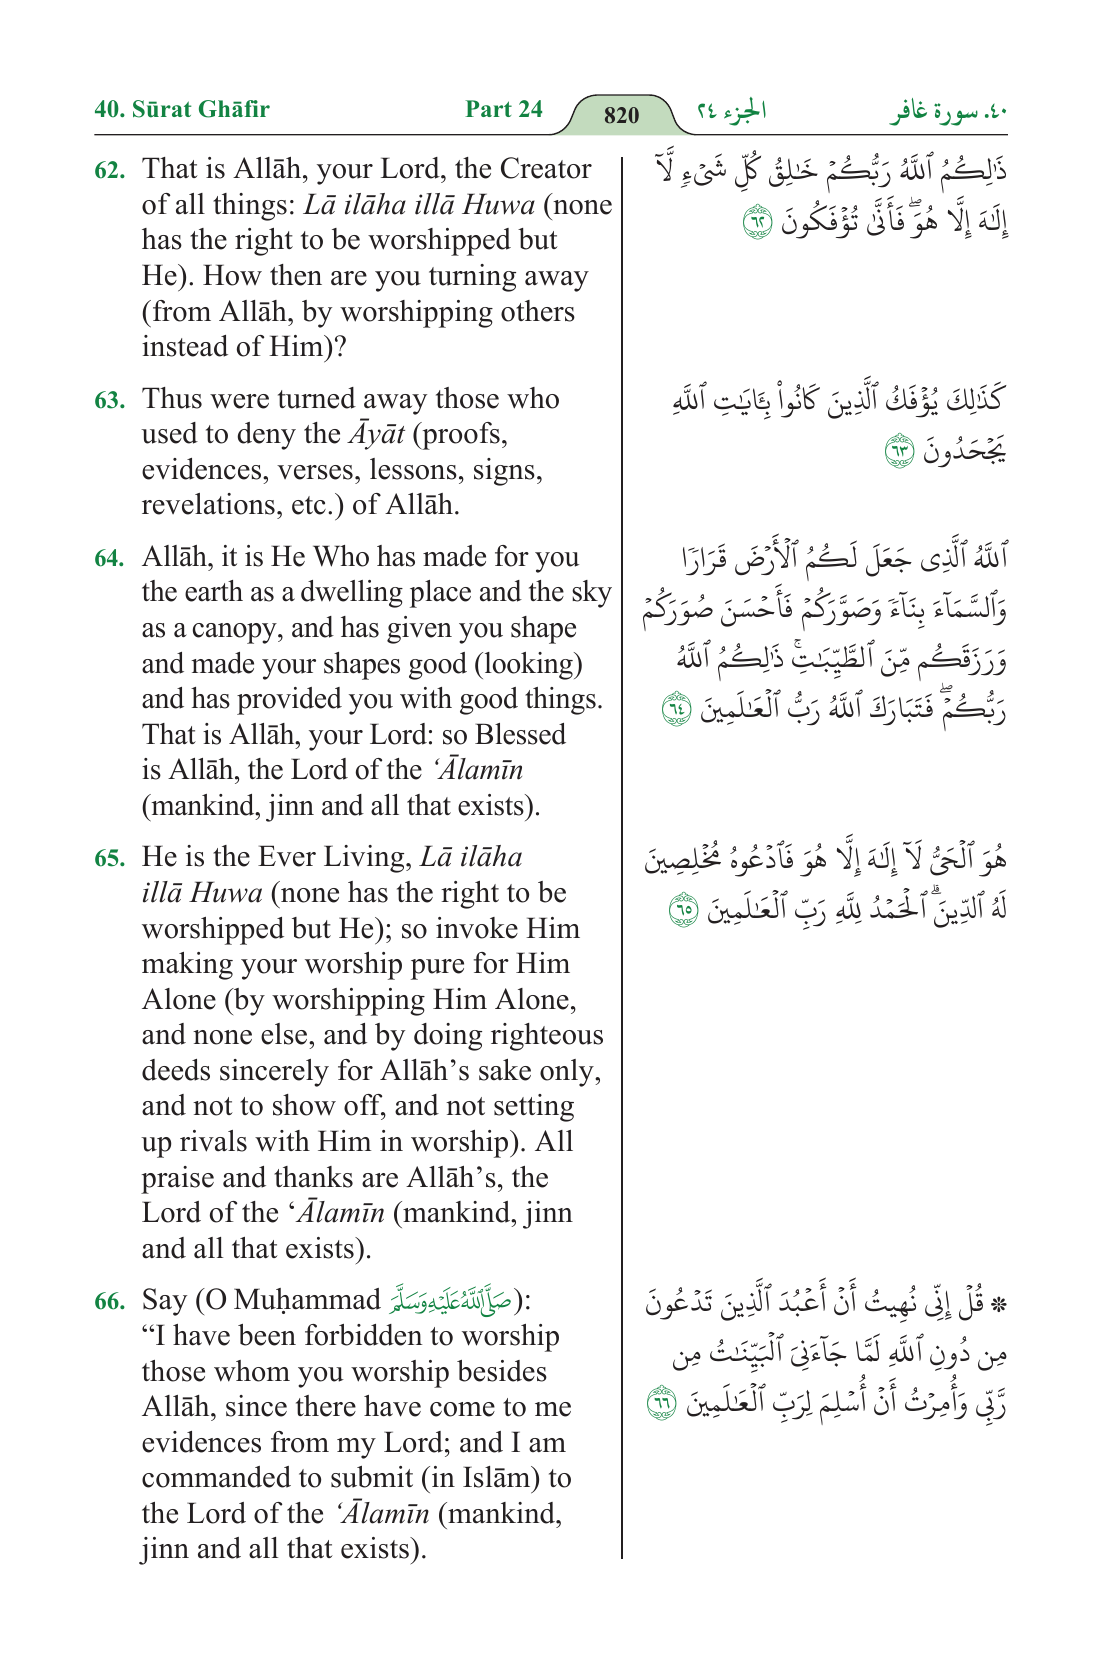 40. Sūrat Ghāfir
Part 24
820
الجزء ٢٤
٤٠. سورة غافر
62. That is Allāh, your Lord, the Creator
of all things: Lā ilāha illā Huwa (none
has the right to be worshipped but
He). How then are you turning away
(from Allāh, by worshipping others
instead of Him)?
ذَٰلِكُمُ ٱللَّهُ رَبُّكُمْ خَـٰلِقُ كُلِّ شَىْءٍ لَّآ
إِلَـٰهَ إِلَّا هُوَ ۖ فَأَنَّىٰ تُؤْفَكُونَ ٦٢
63. Thus were turned away those who
used to deny the Āyāt (proofs,
evidences, verses, lessons, signs,
revelations, etc.) of Allāh.
كَذَٰلِكَ يُؤْفَكُ ٱلَّذِينَ كَانُوا۟ بِـَٔايَـٰتِ ٱللَّهِ
يَجْحَدُونَ ٦٣
64. Allāh, it is He Who has made for you
the earth as a dwelling place and the sky
as a canopy, and has given you shape
and made your shapes good (looking)
and has provided you with good things.
That is Allāh, your Lord: so Blessed
is Allāh, the Lord of the ‘Ālamīn
(mankind, jinn and all that exists).
ٱللَّهُ ٱلَّذِى جَعَلَ لَكُمُ ٱلْأَرْضَ قَرَارًا
وَٱلسَّمَآءَ بِنَآءً وَصَوَّرَكُمْ فَأَحْسَنَ صُوَرَكُمْ
وَرَزَقَكُم مِّنَ ٱلطَّيِّبَـٰتِ ۚ ذَٰلِكُمُ ٱللَّهُ
رَبُّكُمْ ۖ فَتَبَارَكَ ٱللَّهُ رَبُّ ٱلْعَـٰلَمِينَ ٦٤
65. He is the Ever Living, Lā ilāha
illā Huwa (none has the right to be
worshipped but He); so invoke Him
making your worship pure for Him
Alone (by worshipping Him Alone,
and none else, and by doing righteous
deeds sincerely for Allāh’s sake only,
and not to show off, and not setting
up rivals with Him in worship). All
praise and thanks are Allāh’s, the
Lord of the ‘Ālamīn (mankind, jinn
and all that exists).
هُوَ ٱلْحَىُّ لَآ إِلَـٰهَ إِلَّا هُوَ فَٱدْعُوهُ مُخْلِصِينَ
لَهُ ٱلدِّينَ ۗ ٱلْحَمْدُ لِلَّهِ رَبِّ ٱلْعَـٰلَمِينَ ٦٥
66. Say (O Muḥammad صَلَّى ٱللَّهُ عَلَيْهِ وَسَلَّمَ):
“I have been forbidden to worship
those whom you worship besides
Allāh, since there have come to me
evidences from my Lord; and I am
commanded to submit (in Islām) to
the Lord of the ‘Ālamīn (mankind,
jinn and all that exists).
* قُلْ إِنِّى نُهِيتُ أَنْ أَعْبُدَ ٱلَّذِينَ تَدْعُونَ
مِن دُونِ ٱللَّهِ لَمَّا جَآءَنِىَ ٱلْبَيِّنَـٰتُ مِن
رَّبِّى وَأُمِرْتُ أَنْ أُسْلِمَ لِرَبِّ ٱلْعَـٰلَمِينَ ٦٦